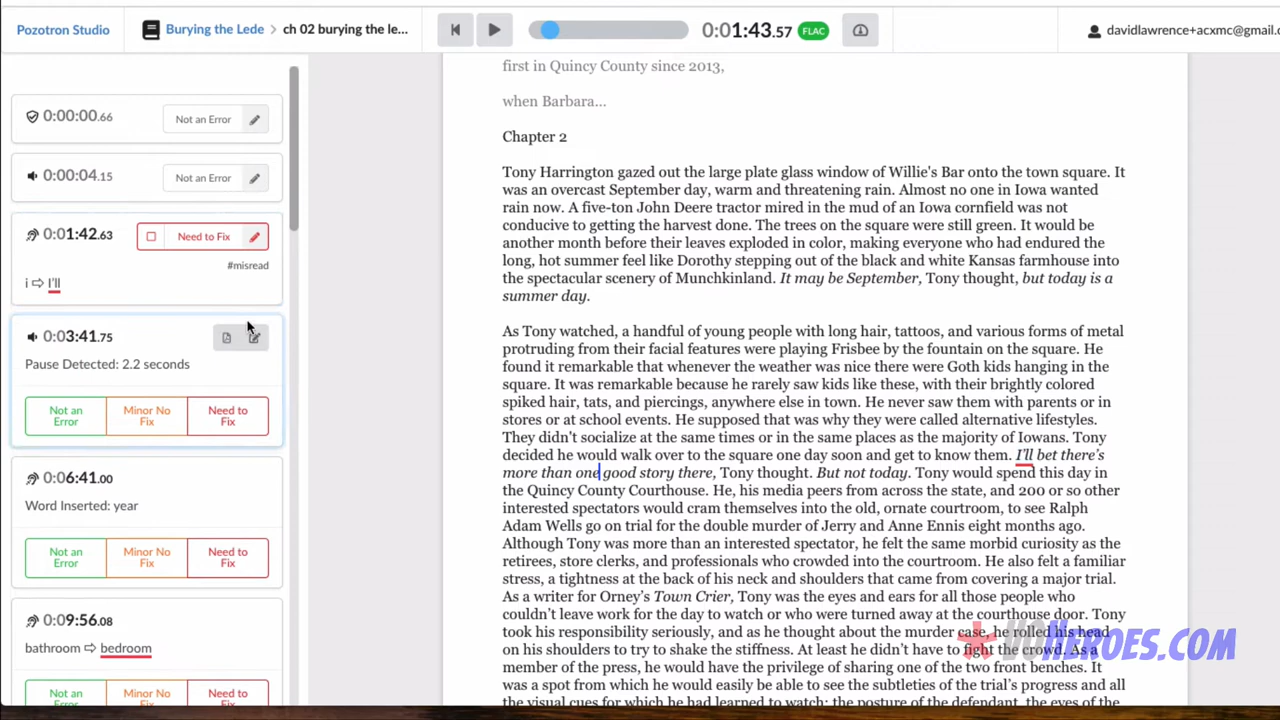 Pozotron Studio
Burying the Lede > ch 02 burying the le...
0:01:43.57 FLAC
davidlawrence+acxmc@gmail.c
0:00:00.66
Not an Error
0:00:04.15
Not an Error
0:01:42.63
Need to Fix
#misread
i ⇨ I'll
0:03:41.75
Pause Detected: 2.2 seconds
Not an Error
Minor No Fix
Need to Fix
0:06:41.00
Word Inserted: year
Not an Error
Minor No Fix
Need to Fix
0:09:56.08
bathroom ⇨ bedroom
Not an
Minor No
Need to
first in Quincy County since 2013,
when Barbara...
Chapter 2
Tony Harrington gazed out the large plate glass window of Willie's Bar onto the town square. It
was an overcast September day, warm and threatening rain. Almost no one in Iowa wanted
rain now. A five-ton John Deere tractor mired in the mud of an Iowa cornfield was not
conducive to getting the harvest done. The trees on the square were still green. It would be
another month before their leaves exploded in color, making everyone who had endured the
long, hot summer feel like Dorothy stepping out of the black and white Kansas farmhouse into
the spectacular scenery of Munchkinland. It may be September, Tony thought, but today is a
summer day.
As Tony watched, a handful of young people with long hair, tattoos, and various forms of metal
protruding from their facial features were playing Frisbee by the fountain on the square. He
found it remarkable that whenever the weather was nice there were Goth kids hanging in the
square. It was remarkable because he rarely saw kids like these, with their brightly colored
spiked hair, tats, and piercings, anywhere else in town. He never saw them with parents or in
stores or at school events. He supposed that was why they were called alternative lifestyles.
They didn't socialize at the same times or in the same places as the majority of Iowans. Tony
decided he would walk over to the square one day soon and get to know them. I'll bet there's
more than one good story there, Tony thought. But not today. Tony would spend this day in
the Quincy County Courthouse. He, his media peers from across the state, and 200 or so other
interested spectators would cram themselves into the old, ornate courtroom, to see Ralph
Adam Wells go on trial for the double murder of Jerry and Anne Ennis eight months ago.
Although Tony was more than an interested spectator, he felt the same morbid curiosity as the
retirees, store clerks, and professionals who crowded into the courtroom. He also felt a familiar
stress, a tightness at the back of his neck and shoulders that came from covering a major trial.
As a writer for Orney's Town Crier, Tony was the eyes and ears for all those people who
couldn't leave work for the day to watch or who were turned away at the courthouse door. Tony
took his responsibility seriously, and as he thought about the murder case, he rolled his head
on his shoulders to try to shake the stiffness. At least he didn't have to fight the crowd. As a
member of the press, he would have the privilege of sharing one of the two front benches. It
was a spot from which he would easily be able to see the subtleties of the trial's progress and all
the visual cues for which he had learned to watch: the posture of the defendant, the eyes of the
VOHEROES.COM